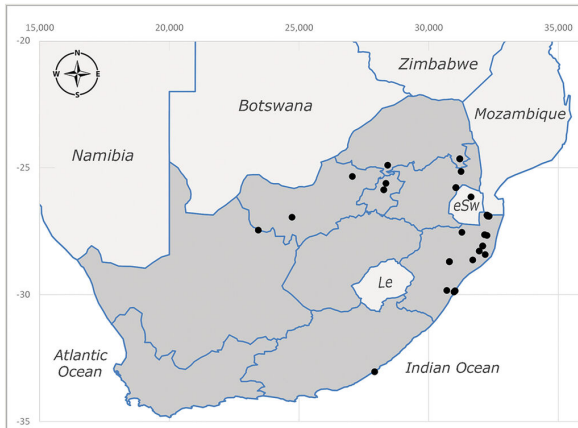 15,000 20,000 25,000 30,000 35,000
-20
N
W E
S
Zimbabwe
Botswana
Mozambique
Namibia
-25
eSw
Le
-30
Atlantic
Ocean
Indian Ocean
-35